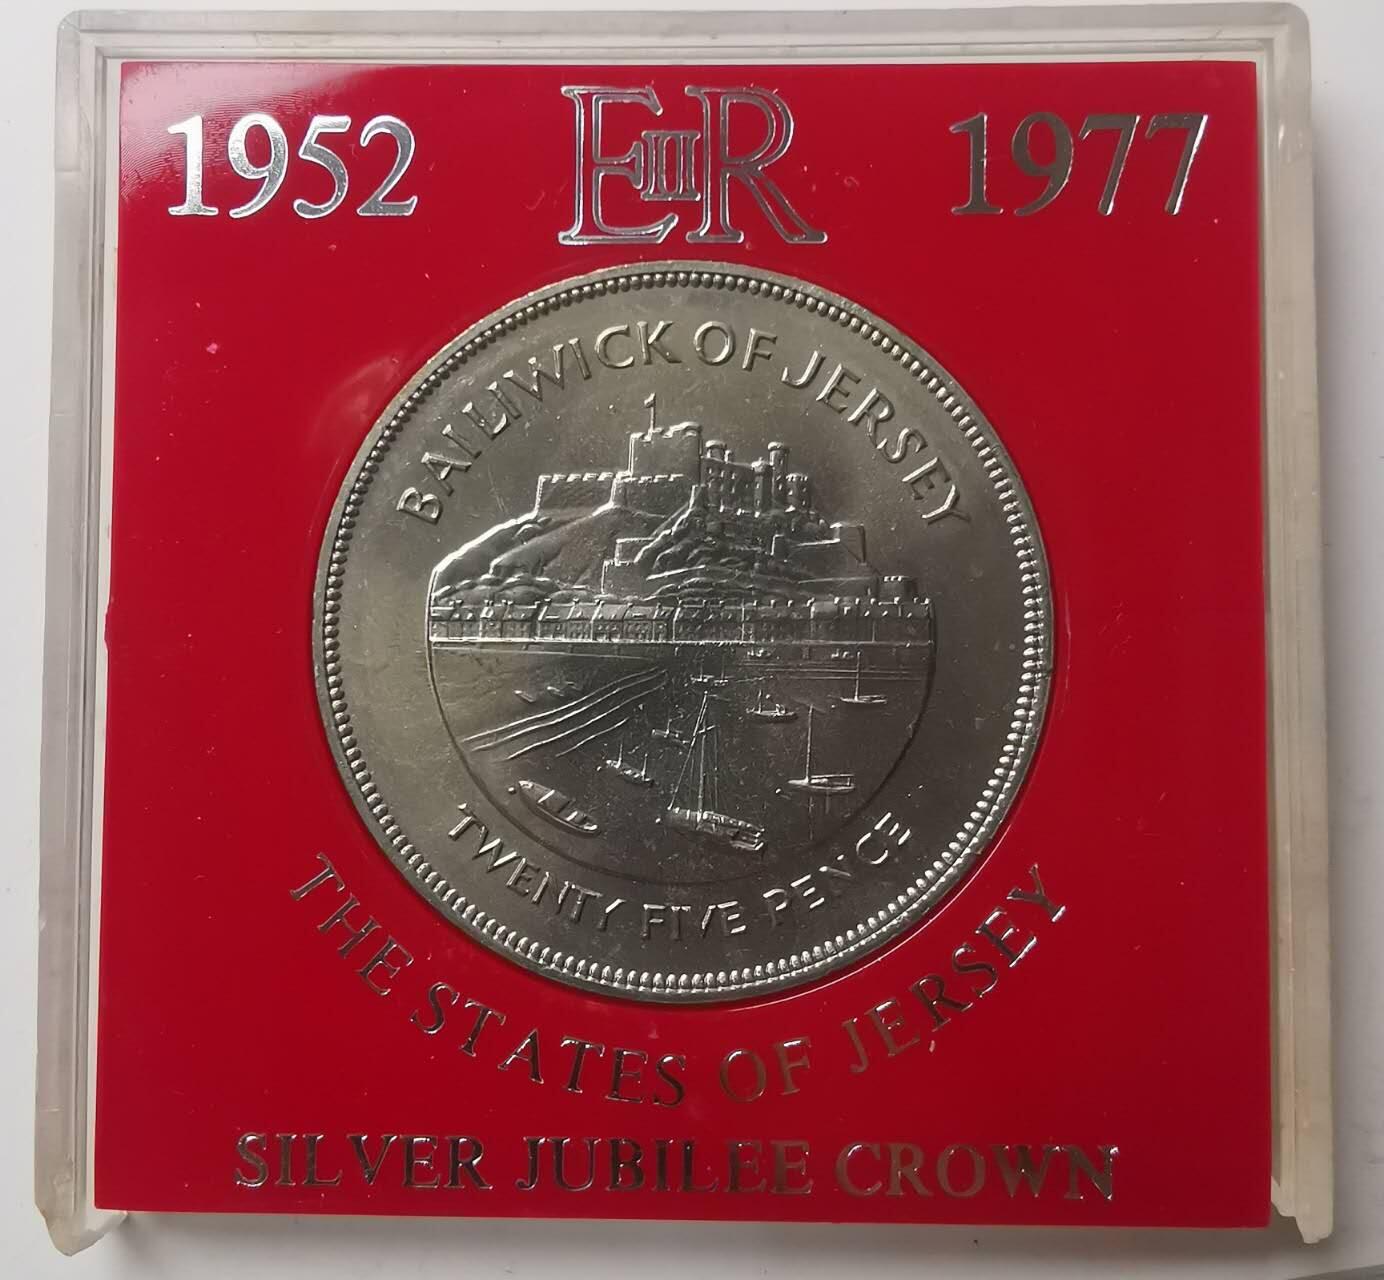 1952 EIIR 1977
BAILIWICK OF JERSEY
TWENTY FIVE PENCE
THE STATES OF JERSEY
SILVER JUBILEE CROWN